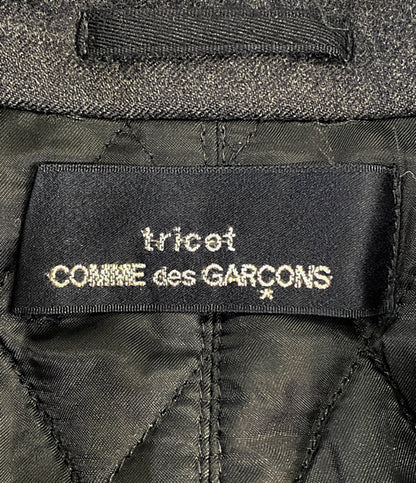 tricot
COMME des GARÇONS
*